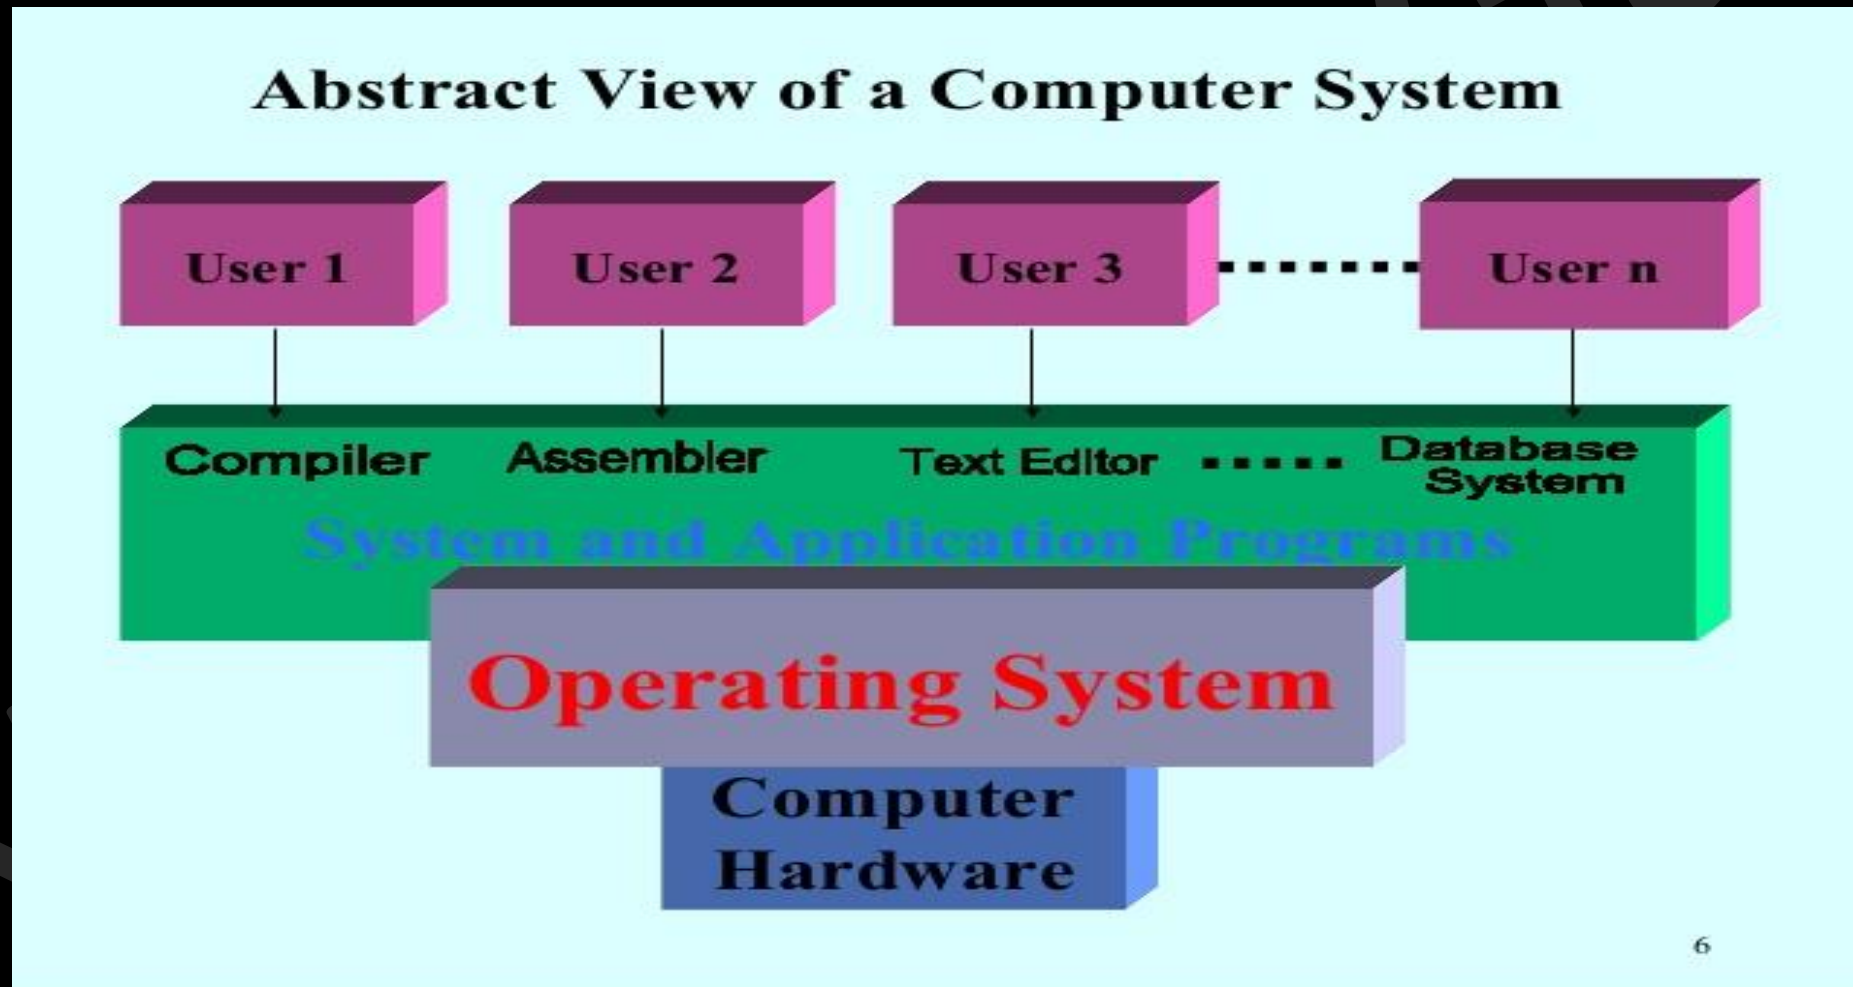 Abstract View of a Computer System
User 1 User 2 User 3 User n
Compiler Assembler Text Editor Database
System
System and Application Programs
Operating System
Computer
Hardware
6